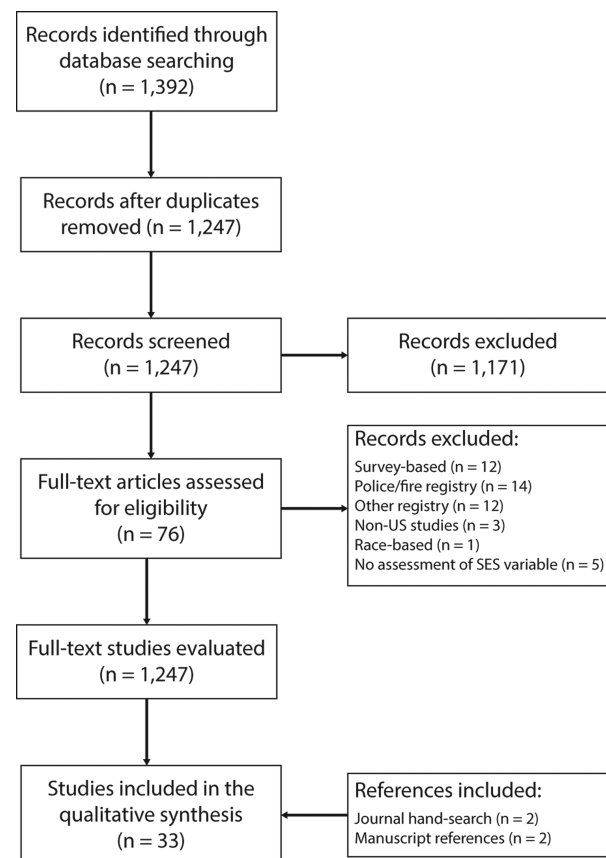 Records identified through
database searching
(n = 1,392)
Records after duplicates
removed (n = 1,247)
Records screened
(n = 1,247)
Records excluded
(n = 1,171)
Full-text articles assessed
for eligibility
(n = 76)
Records excluded:
Survey-based (n = 12)
Police/fire registry (n = 14)
Other registry (n = 12)
Non-US studies (n = 3)
Race-based (n = 1)
No assessment of SES variable (n = 5)
Full-text studies evaluated
(n = 1,247)
Studies included in the
qualitative synthesis
(n = 33)
References included:
Journal hand-search (n = 2)
Manuscript references (n = 2)